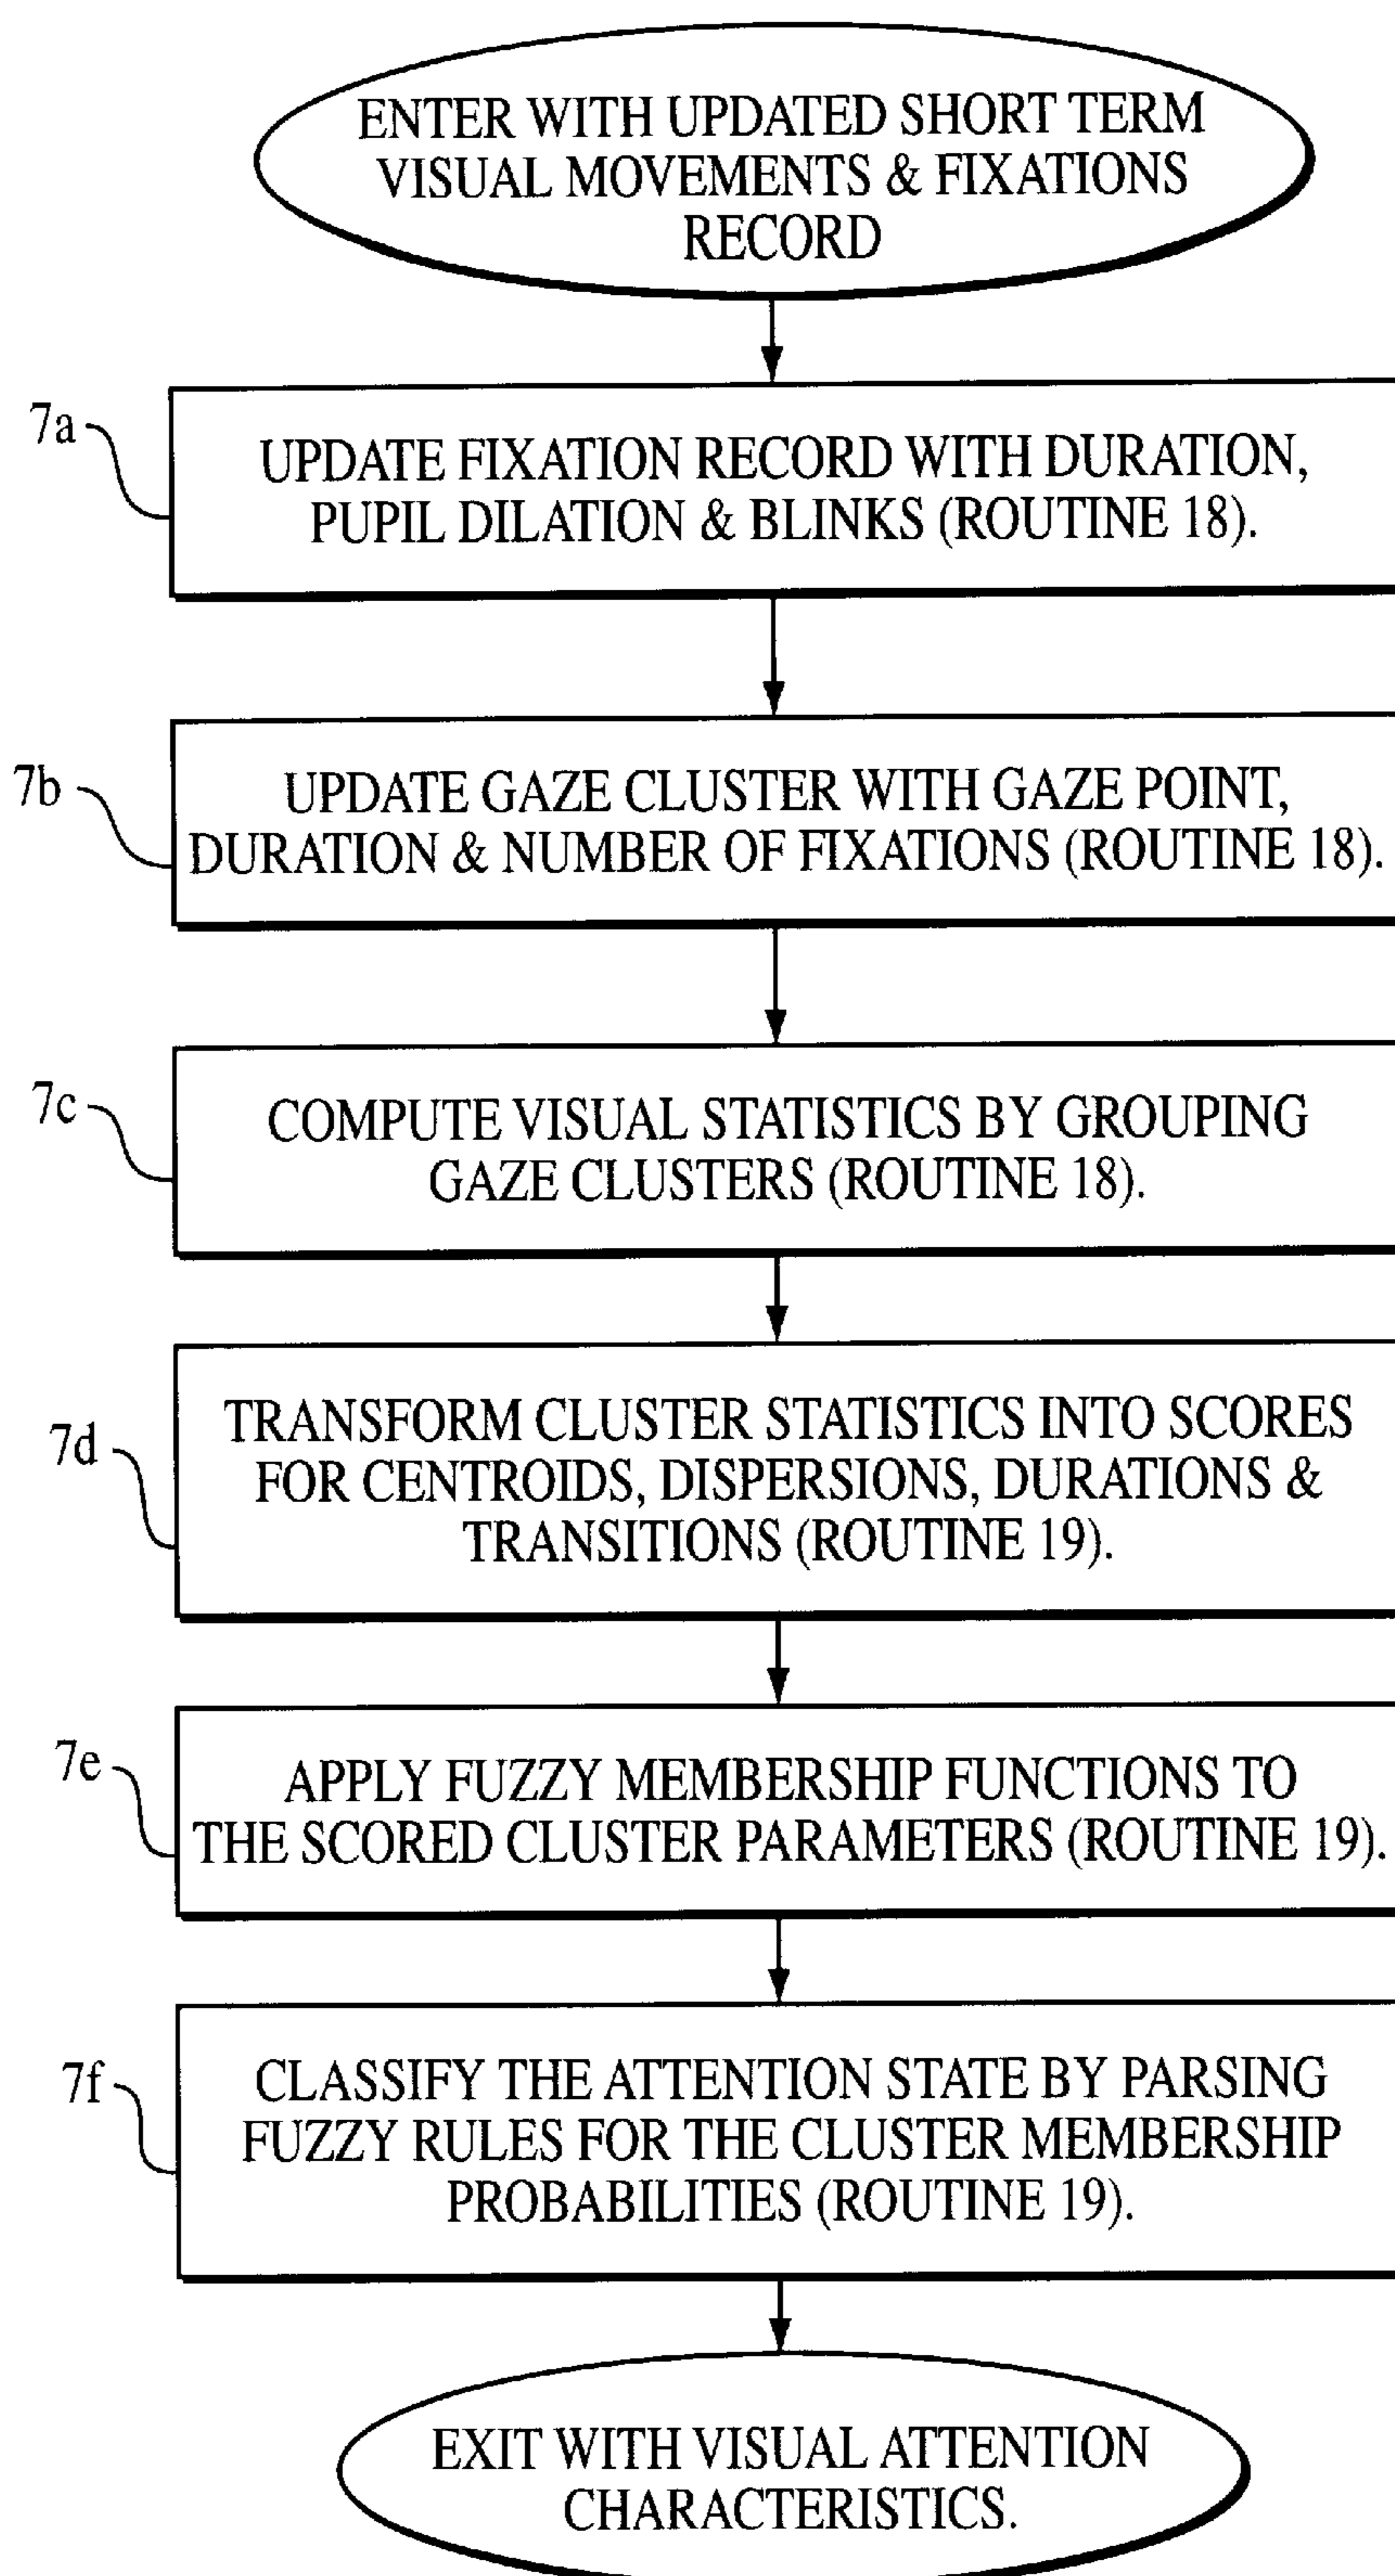 ENTER WITH UPDATED SHORT TERM
VISUAL MOVEMENTS & FIXATIONS
RECORD
7a
UPDATE FIXATION RECORD WITH DURATION,
PUPIL DILATION & BLINKS (ROUTINE 18).
7b
UPDATE GAZE CLUSTER WITH GAZE POINT,
DURATION & NUMBER OF FIXATIONS (ROUTINE 18).
7c
COMPUTE VISUAL STATISTICS BY GROUPING
GAZE CLUSTERS (ROUTINE 18).
7d
TRANSFORM CLUSTER STATISTICS INTO SCORES
FOR CENTROIDS, DISPERSIONS, DURATIONS &
TRANSITIONS (ROUTINE 19).
7e
APPLY FUZZY MEMBERSHIP FUNCTIONS TO
THE SCORED CLUSTER PARAMETERS (ROUTINE 19).
7f
CLASSIFY THE ATTENTION STATE BY PARSING
FUZZY RULES FOR THE CLUSTER MEMBERSHIP
PROBABILITIES (ROUTINE 19).
EXIT WITH VISUAL ATTENTION
CHARACTERISTICS.